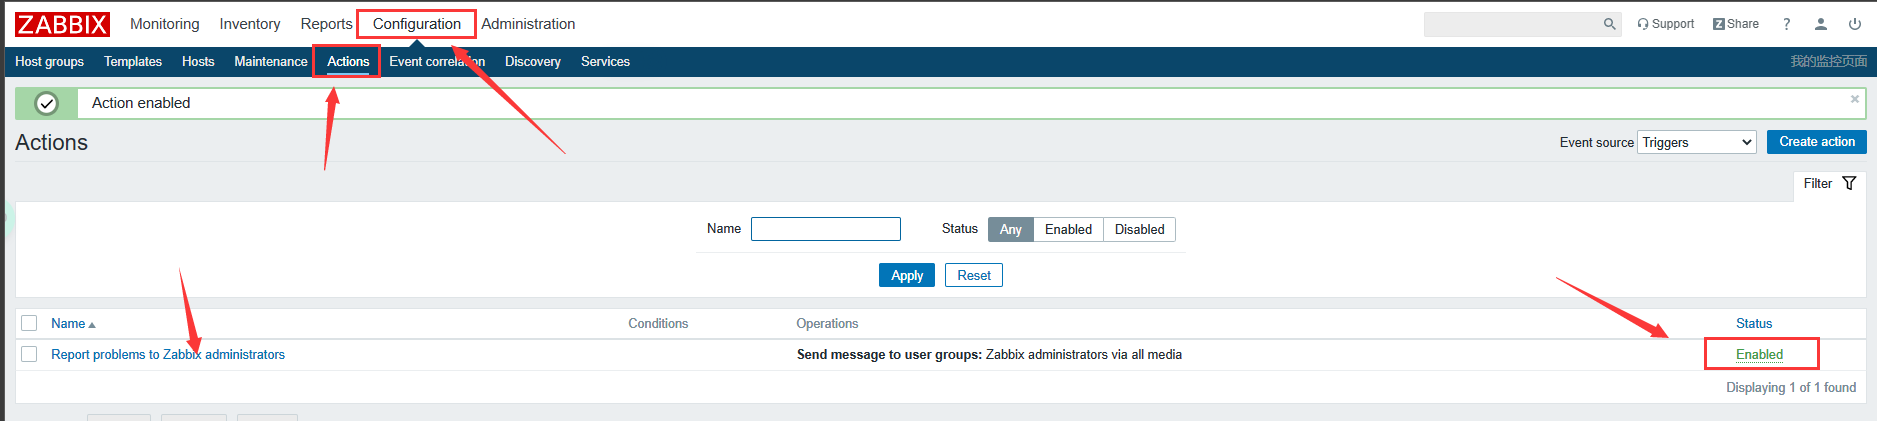 ZABBIX Monitoring Inventory Reports Configuration Administration Support Z Share ?
Host groups Templates Hosts Maintenance Actions Event correlation Discovery Services 我的监控页面
Action enabled
Actions Event source Triggers Create action
Filter
Name Status Any Enabled Disabled
Apply Reset
Name Conditions Operations Status
Report problems to Zabbix administrators Send message to user groups: Zabbix administrators via all media Enabled
Displaying 1 of 1 found